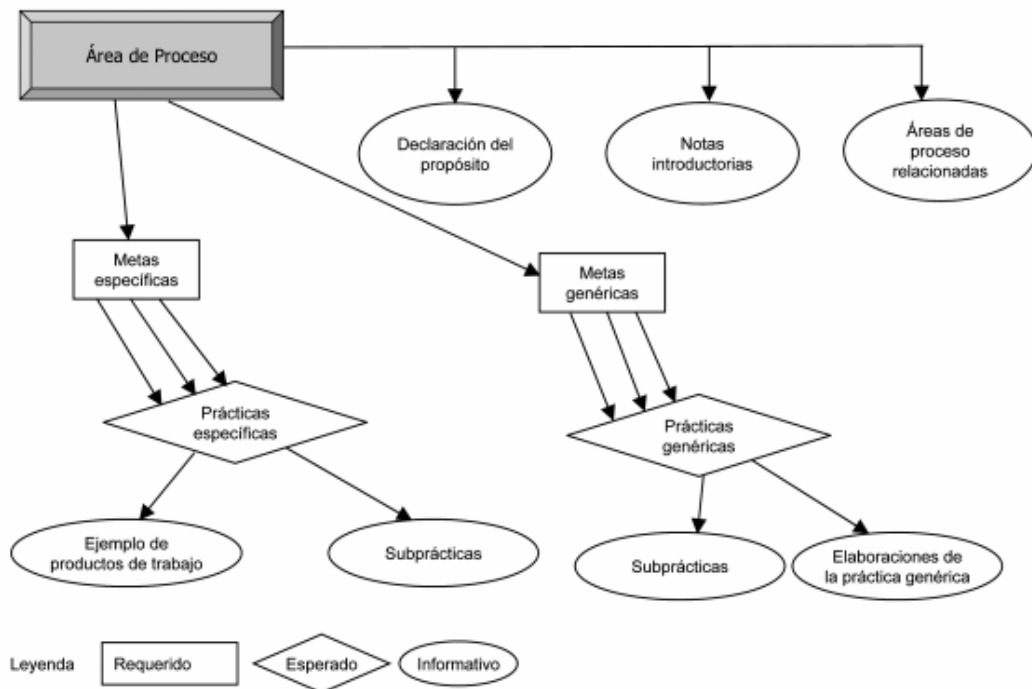 Área de Proceso
Declaración del
propósito
Notas
introductorias
Áreas de
proceso
relacionadas
Metas
específicas
Metas
genéricas
Prácticas
específicas
Prácticas
genéricas
Ejemplo de
productos de trabajo
Subprácticas
Subprácticas
Elaboraciones de
la práctica genérica
Leyenda
Requerido
Esperado
Informativo